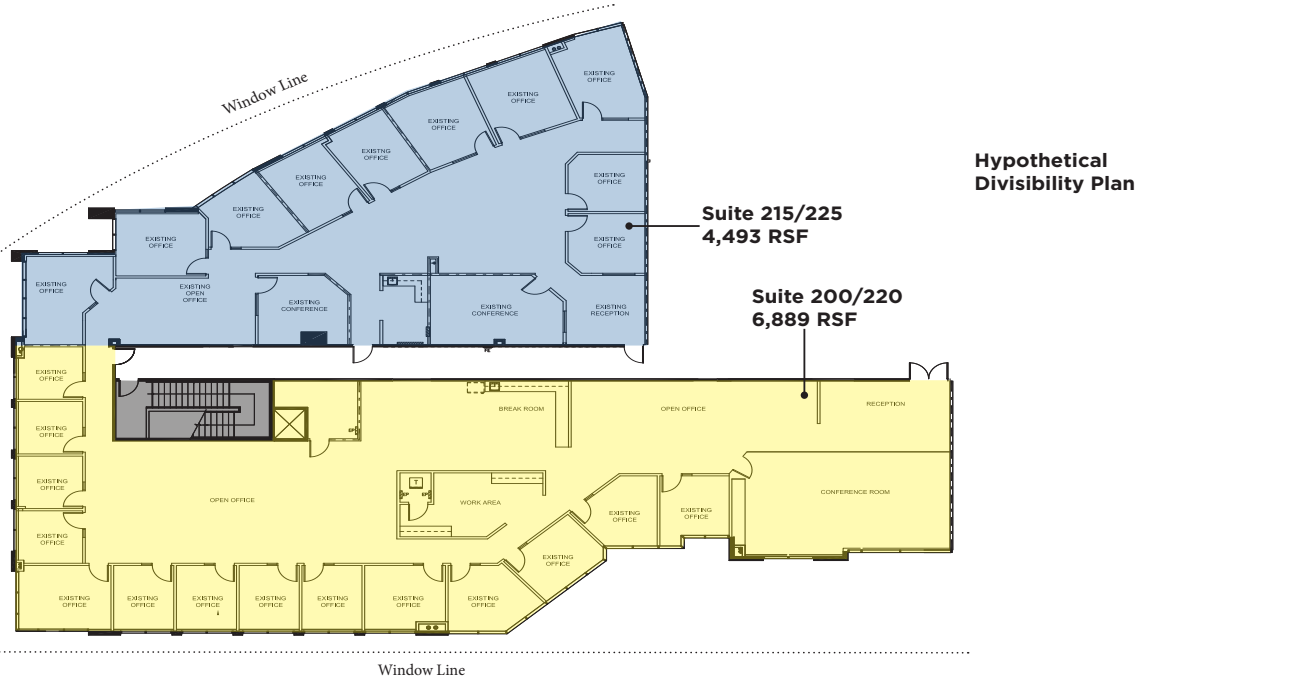 Window Line
Hypothetical
Divisibility Plan
EXISTING
OFFICE
EXISTING
OFFICE
EXISTING
OFFICE
EXISTING
OFFICE
EXISTNG
OFFICE
EXISTING
OFFICE
EXISTING
OFFICE
EXISTING
OFFICE
EXISTING
OFFICE
EXISTING
OFFICE
Suite 215/225
4,493 RSF
EXISTING
OFFICE
EXISTING
OPEN
OFFICE
EXISTING
CONFERENCE
EXISTING
CONFERENCE
EXISTING
RECEPTION
Suite 200/220
6,889 RSF
EXISTING
OFFICE
EXISTING
OFFICE
EXISTING
OFFICE
EXISTING
OFFICE
BREAK ROOM
OPEN OFFICE
RECEPTION
OPEN OFFICE
T
WORK AREA
EXISTING
OFFICE
EXISTING
OFFICE
CONFERENCE ROOM
EXISTING
OFFICE
EXISTING
OFFICE
EXISTING
OFFICE
EXISTING
OFFICE
EXISTING
OFFICE
EXISTING
OFFICE
EXISTING
OFFICE
EXISTING
OFFICE
Window Line